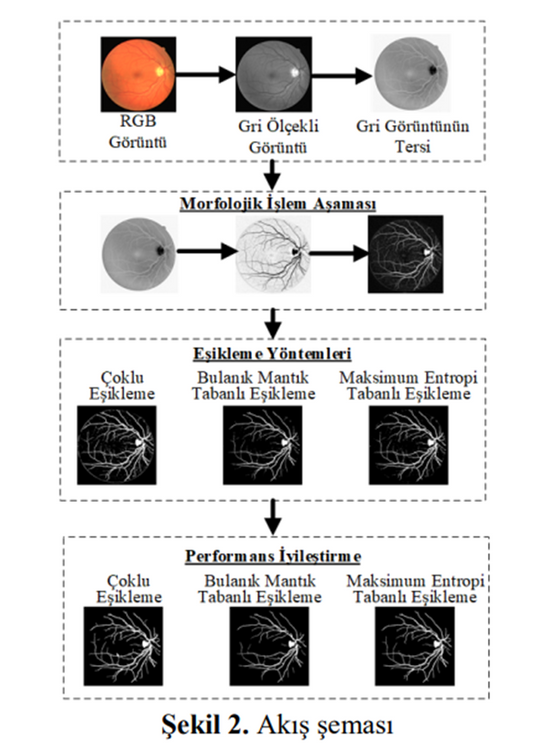 RGB
Görüntü
Gri Ölçekli
Görüntü
Gri Görüntünün
Tersi
Morfolojik İşlem Aşaması
Eşikleme Yöntemleri
Çoklu
Eşikleme
Bulanık Mantık
Tabanlı Eşikleme
Maksimum Entropi
Tabanlı Eşikleme
Performans İyileştirme
Çoklu
Eşikleme
Bulanık Mantık
Tabanlı Eşikleme
Maksimum Entropi
Tabanlı Eşikleme
Şekil 2. Akış şeması